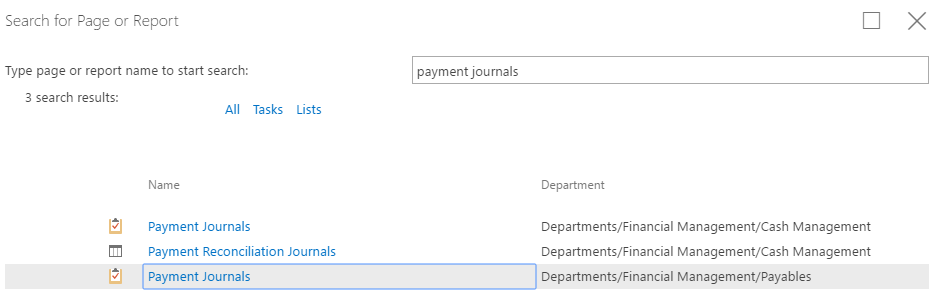 Search for Page or Report
Type page or report name to start search: payment journals
3 search results:
All Tasks Lists
Name Department
Payment Journals Departments/Financial Management/Cash Management
Payment Reconciliation Journals Departments/Financial Management/Cash Management
Payment Journals Departments/Financial Management/Payables